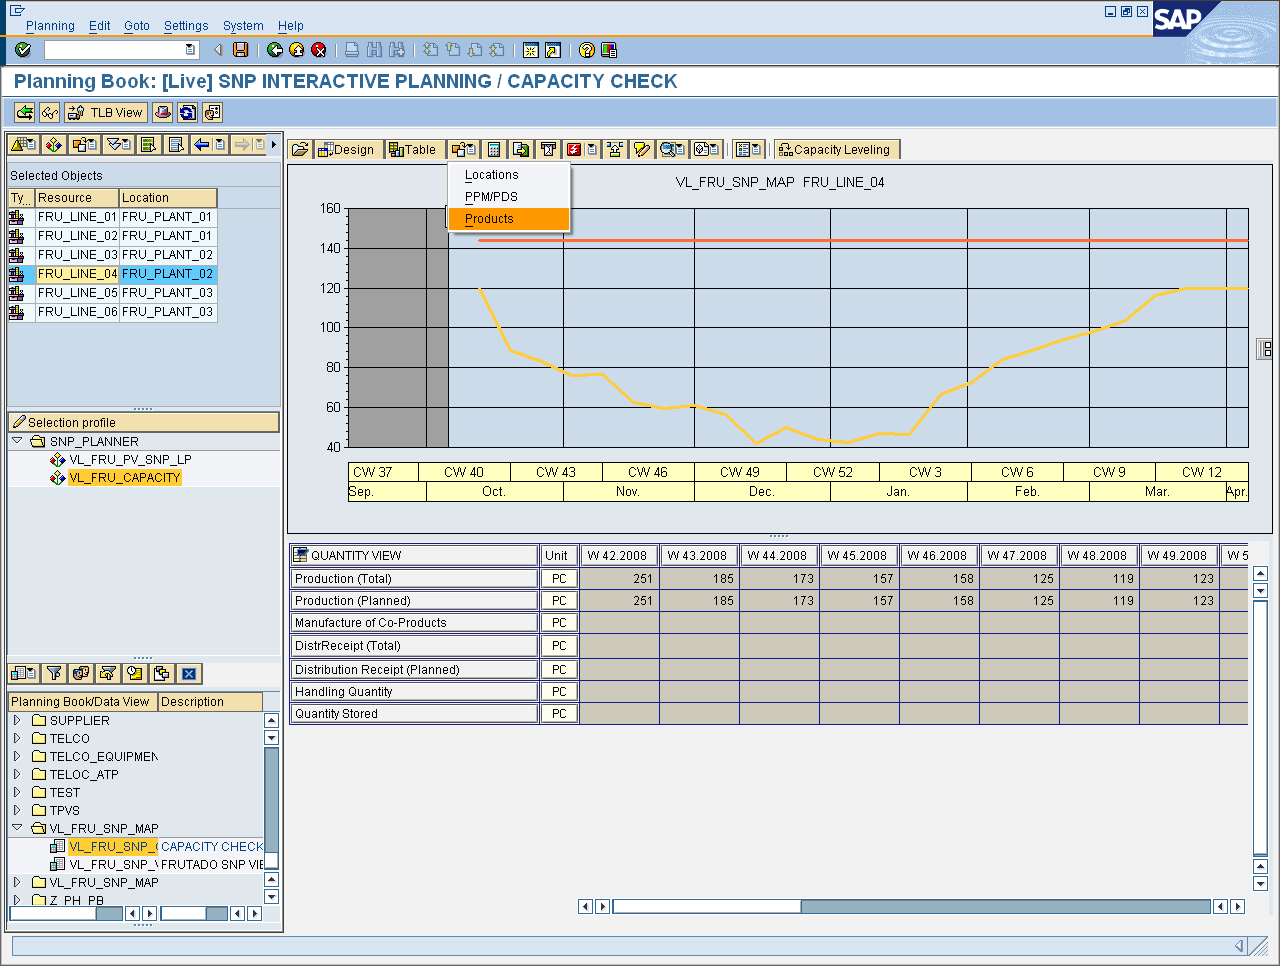 Planning Edit Goto Settings System Help
SAP
Planning Book: [Live] SNP INTERACTIVE PLANNING / CAPACITY CHECK
TLB View
Design Table Capacity Leveling
Selected Objects
Ty... Resource Location
FRU_LINE_01 FRU_PLANT_01
FRU_LINE_02 FRU_PLANT_01
FRU_LINE_03 FRU_PLANT_02
FRU_LINE_04 FRU_PLANT_02
FRU_LINE_05 FRU_PLANT_03
FRU_LINE_06 FRU_PLANT_03
Locations
PPM/PDS
Products
VL_FRU_SNP_MAP FRU_LINE_04
160
140
120
100
80
60
40
CW 37 CW 40 CW 43 CW 46 CW 49 CW 52 CW 3 CW 6 CW 9 CW 12
Sep. Oct. Nov. Dec. Jan. Feb. Mar. Apr.
Selection profile
SNP_PLANNER
VL_FRU_PV_SNP_LP
VL_FRU_CAPACITY
QUANTITY VIEW Unit W 42.2008 W 43.2008 W 44.2008 W 45.2008 W 46.2008 W 47.2008 W 48.2008 W 49.2008 W 5
Production (Total) PC 251 185 173 157 158 125 119 123
Production (Planned) PC 251 185 173 157 158 125 119 123
Manufacture of Co-Products PC
DistrReceipt (Total) PC
Distribution Receipt (Planned) PC
Handling Quantity PC
Quantity Stored PC
Planning Book/Data View Description
SUPPLIER
TELCO
TELCO_EQUIPMEN
TELOC_ATP
TEST
TPVS
VL_FRU_SNP_MAP
VL_FRU_SNP_( CAPACITY CHECK
VL_FRU_SNP_\ FRUTADO SNP VIE
VL_FRU_SNP_MAP
Z_PH_PB